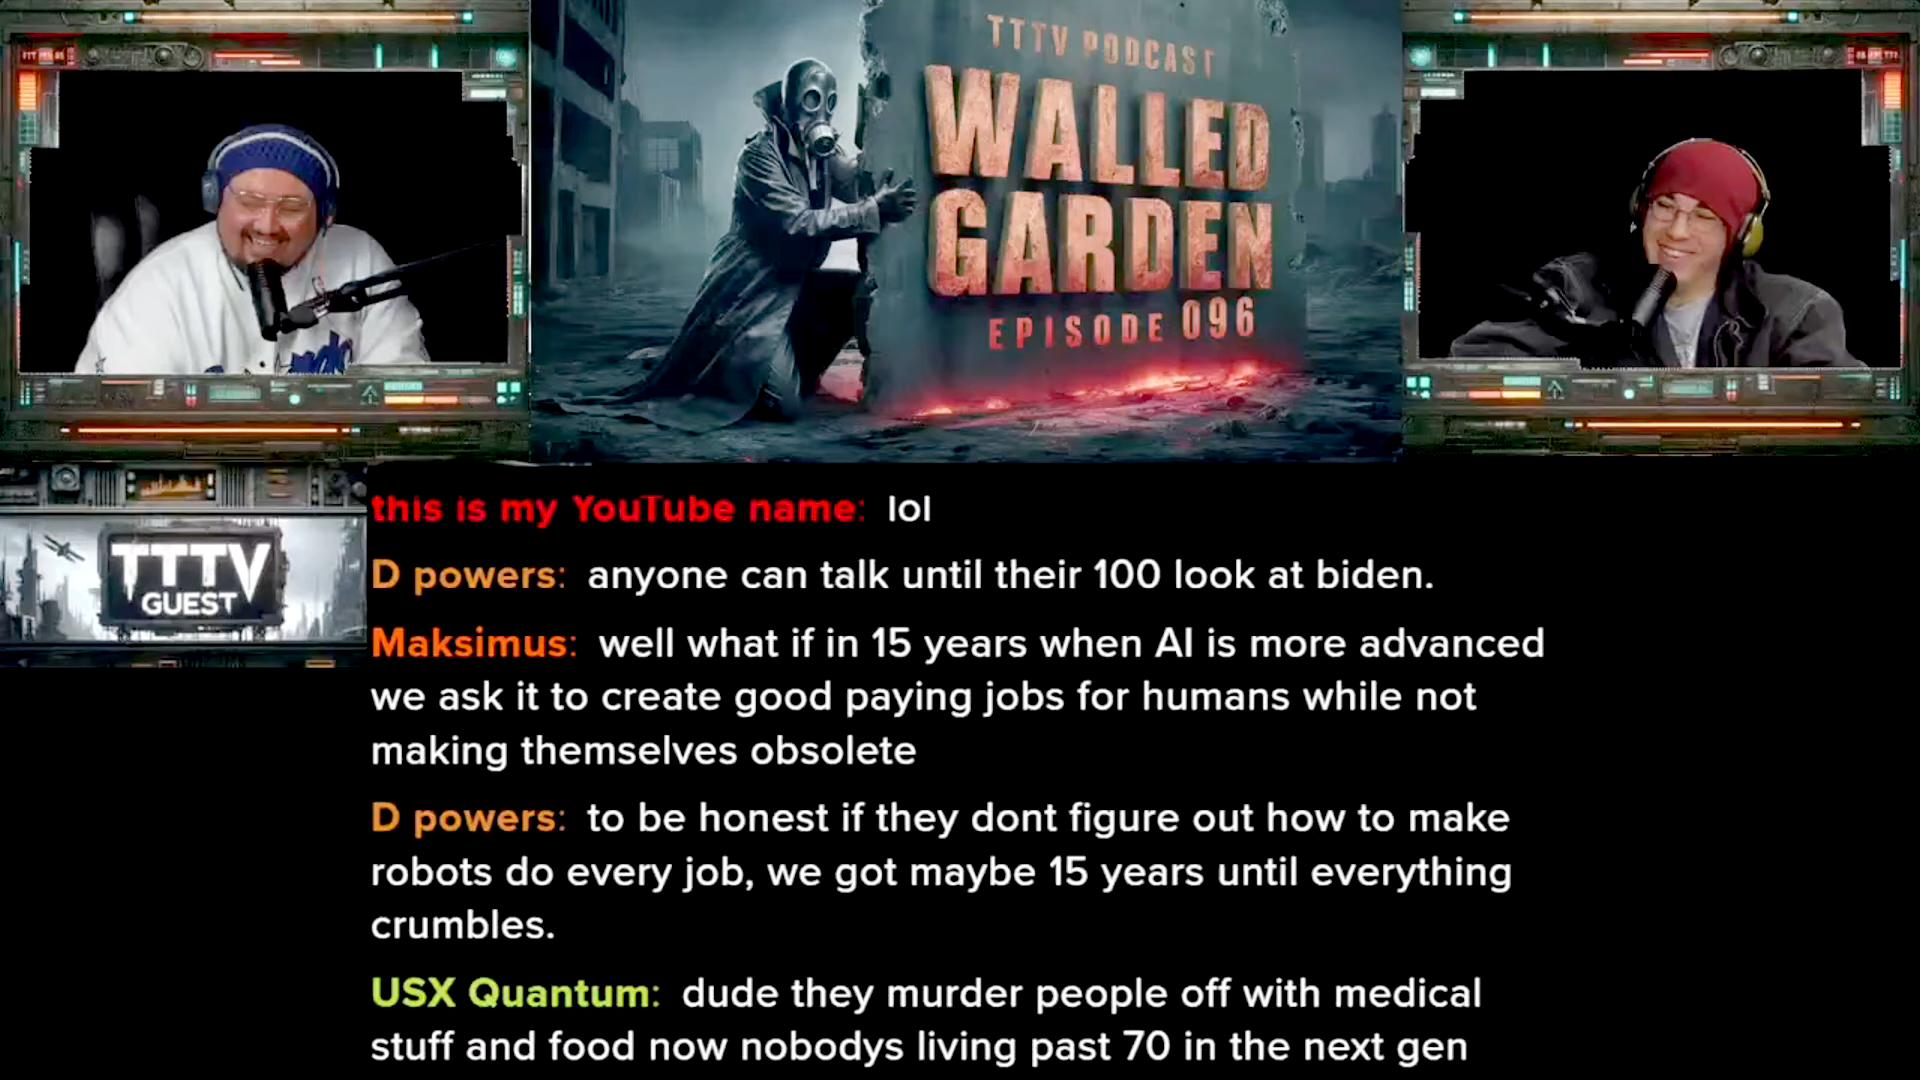 TTTV PODCAST
WALLED
GARDEN
EPISODE 096
TTTV
GUEST
this is my YouTube name: lol
D powers: anyone can talk until their 100 look at biden.
Maksimus: well what if in 15 years when AI is more advanced
we ask it to create good paying jobs for humans while not
making themselves obsolete
D powers: to be honest if they dont figure out how to make
robots do every job, we got maybe 15 years until everything
crumbles.
USX Quantum: dude they murder people off with medical
stuff and food now nobodys living past 70 in the next gen